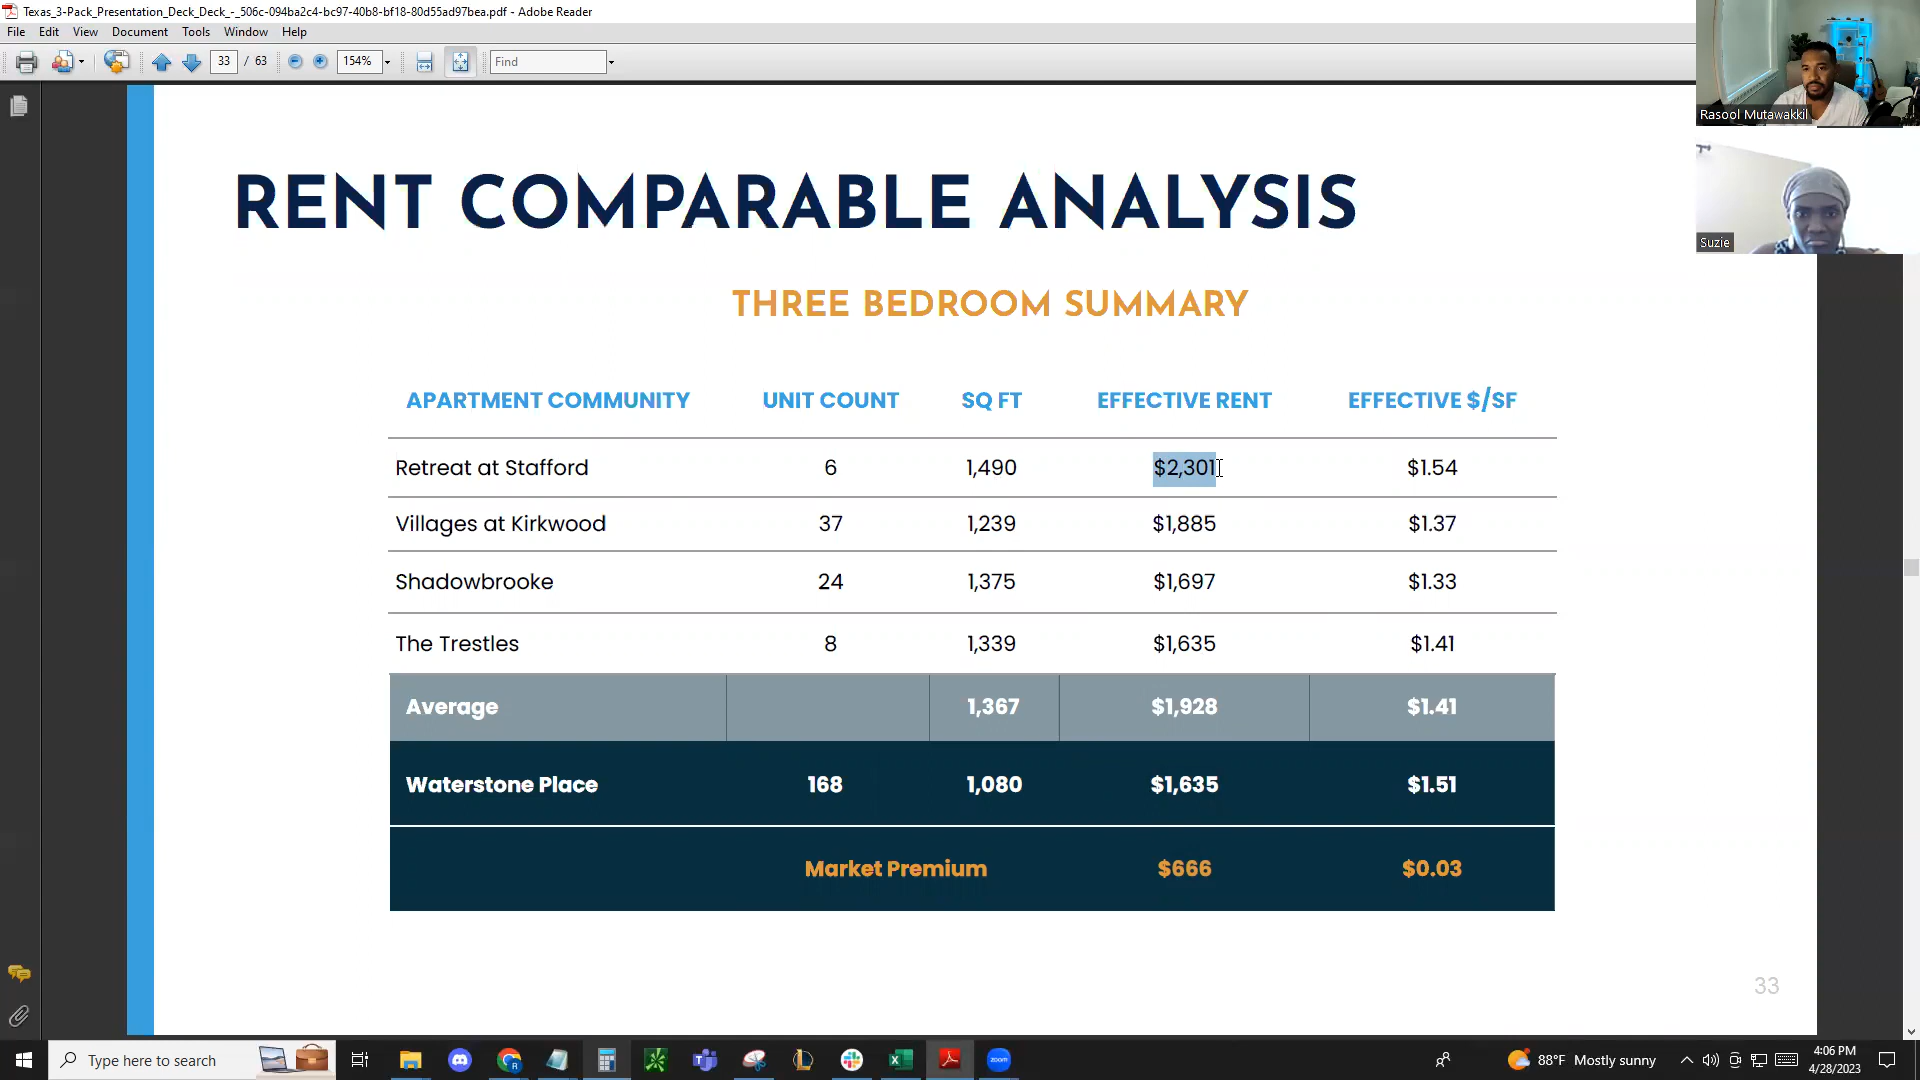 Texas_3-Pack_Presentation_Deck_Deck_-_506c-094ba2c4-bc97-40b8-bf18-80d55ad97bea.pdf - Adobe Reader
File Edit View Document Tools Window Help
33 / 63 154% Find
Rasool Mutawakkil
Suzie
RENT COMPARABLE ANALYSIS
THREE BEDROOM SUMMARY
APARTMENT COMMUNITY UNIT COUNT SQ FT EFFECTIVE RENT EFFECTIVE $/SF
Retreat at Stafford 6 1,490 $2,301 $1.54
Villages at Kirkwood 37 1,239 $1,885 $1.37
Shadowbrooke 24 1,375 $1,697 $1.33
The Trestles 8 1,339 $1,635 $1.41
Average 1,367 $1,928 $1.41
Waterstone Place 168 1,080 $1,635 $1.51
Market Premium $666 $0.03
33
Type here to search
zoom
88°F Mostly sunny
4:06 PM
4/28/2023